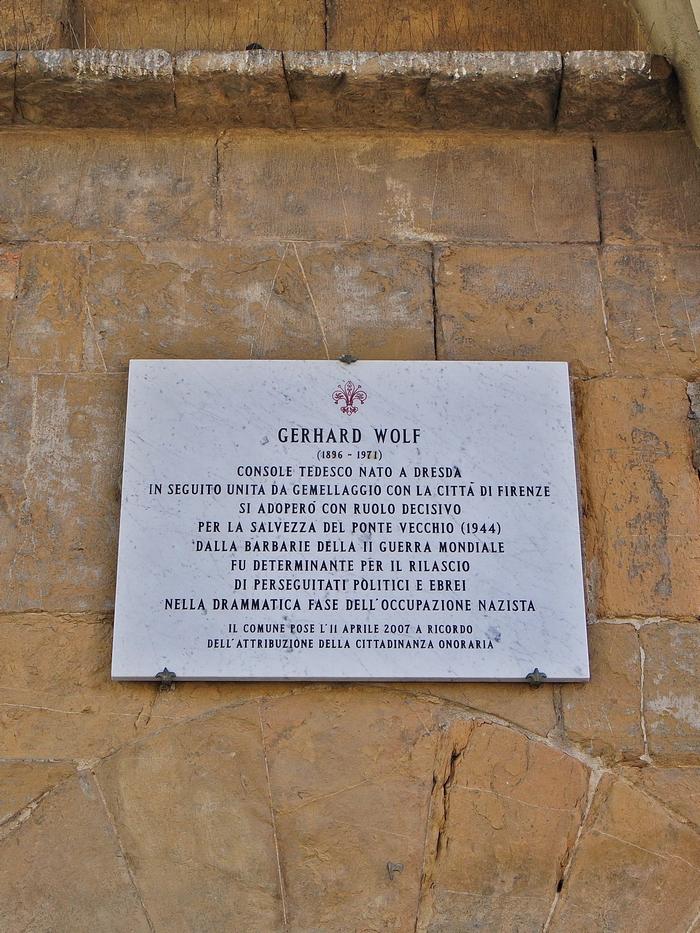 GERHARD WOLF
(1896 - 1971)
CONSOLE TEDESCO NATO A DRESDA
IN SEGUITO UNITA DA GEMELLAGGIO CON LA CITTÀ DI FIRENZE
SI ADOPERÒ CON RUOLO DECISIVO
PER LA SALVEZZA DEL PONTE VECCHIO (1944)
DALLA BARBARIE DELLA II GUERRA MONDIALE
FU DETERMINANTE PER IL RILASCIO
DI PERSEGUITATI POLITICI E EBREI
NELLA DRAMMATICA FASE DELL'OCCUPAZIONE NAZISTA
IL COMUNE POSE L'11 APRILE 2007 A RICORDO
DELL'ATTRIBUZIONE DELLA CITTADINANZA ONORARIA